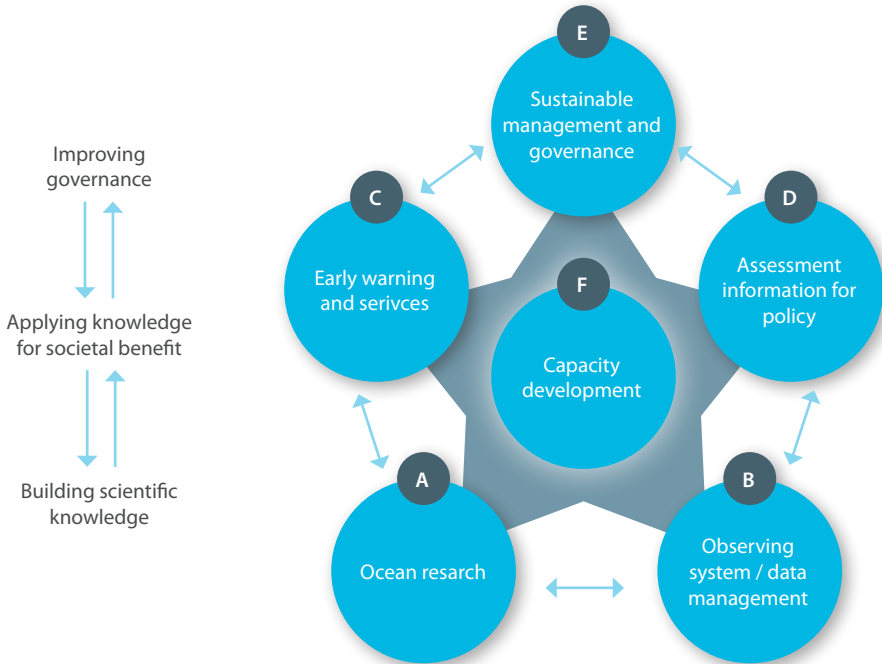 Improving
governance
Applying knowledge
for societal benefit
Building scientific
knowledge
E
Sustainable
management and
governance
C
Early warning
and serivces
D
Assessment
information for
policy
F
Capacity
development
A
Ocean resarch
B
Observing
system / data
management